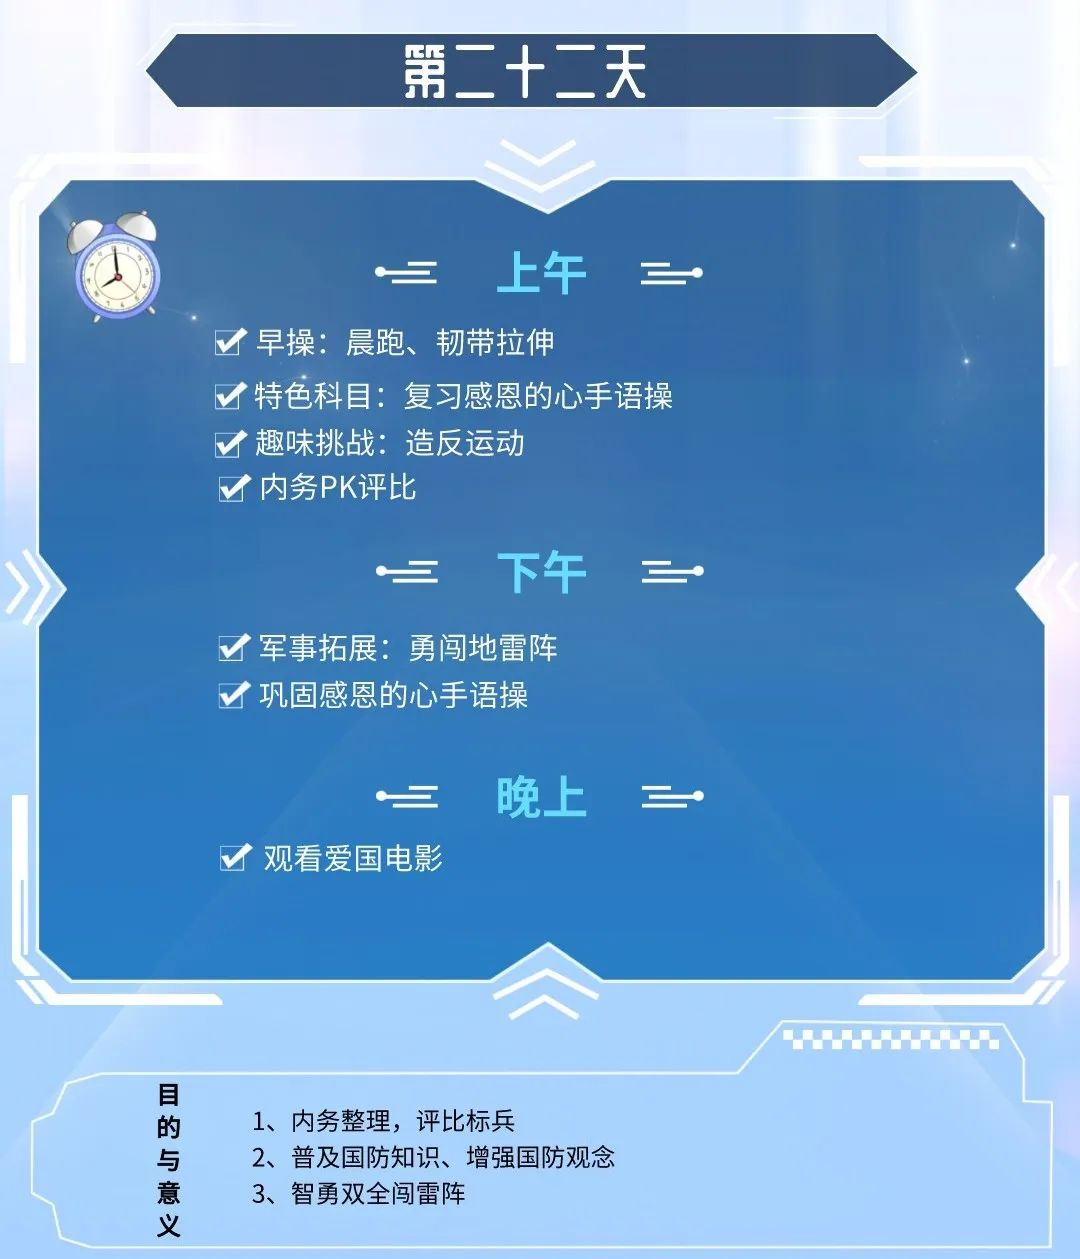 第二十二天
上午
早操：晨跑、韧带拉伸
特色科目：复习感恩的心手语操
趣味挑战：造反运动
内务PK评比
下午
军事拓展：勇闯地雷阵
巩固感恩的心手语操
晚上
观看爱国电影
目的与意义
1、内务整理，评比标兵
2、普及国防知识、增强国防观念
3、智勇双全闯雷阵